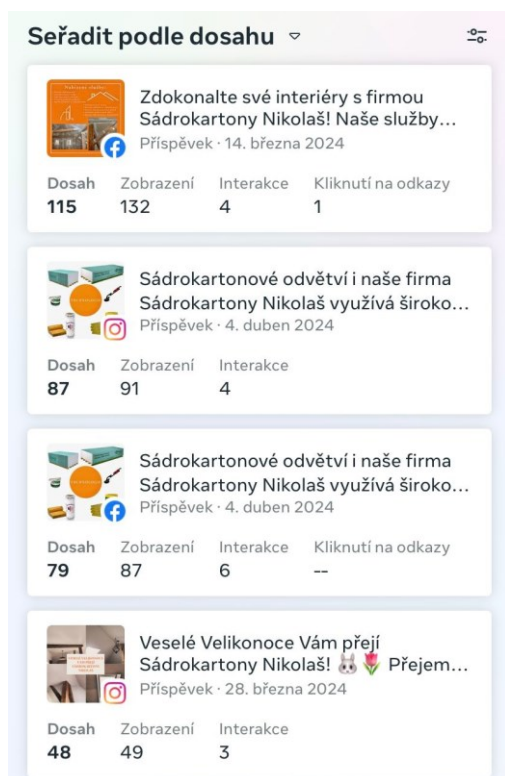 Seřadit podle dosahu
Zdokonalte své interiéry s firmou
Sádrokartony Nikolaš! Naše služby...
Příspěvek · 14. března 2024
Dosah Zobrazení Interakce Kliknutí na odkazy
115 132 4 1
Sádrokartonové odvětví i naše firma
Sádrokartony Nikolaš využívá široko...
Příspěvek · 4. duben 2024
Dosah Zobrazení Interakce
87 91 4
Sádrokartonové odvětví i naše firma
Sádrokartony Nikolaš využívá široko...
Příspěvek · 4. duben 2024
Dosah Zobrazení Interakce Kliknutí na odkazy
79 87 6 --
Veselé Velikonoce Vám přejí
Sádrokartony Nikolaš! 🐰🌷 Přejem...
Příspěvek · 28. března 2024
Dosah Zobrazení Interakce
48 49 3